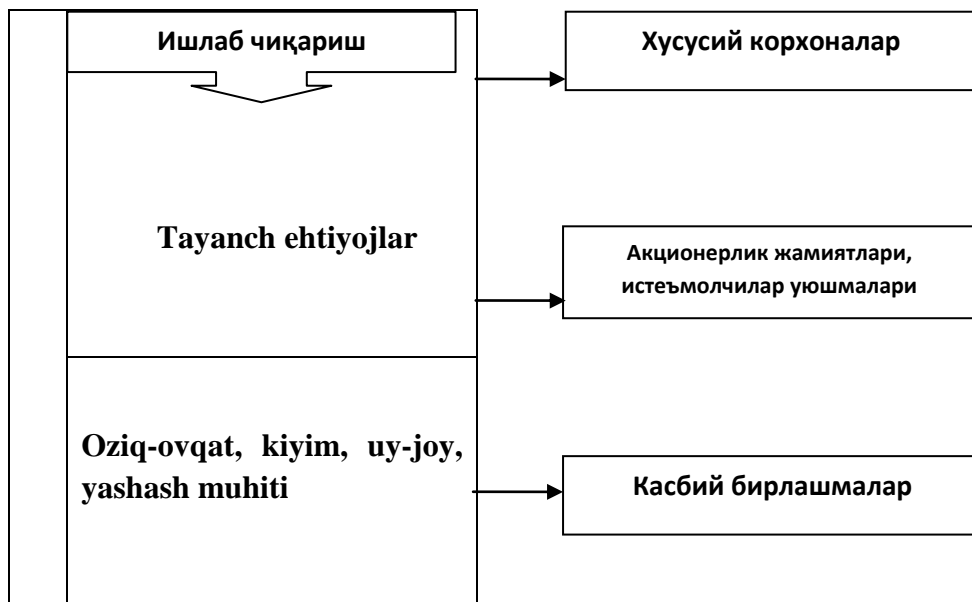 Ишлаб чиқариш
Хусусий корхоналар
Tayanch ehtiyojlar
Акционерлик жамиятлари,
истеъмолчилар уюшмалари
Oziq-ovqat, kiyim, uy-joy,
yashash muhiti
Касбий бирлашмалар